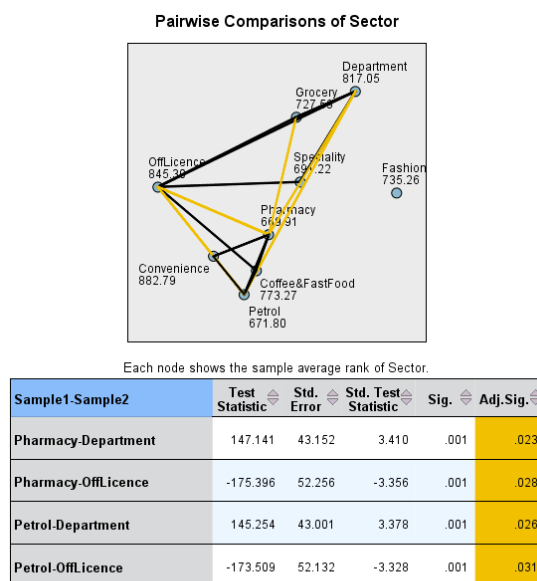 Pairwise Comparisons of Sector
Department
817.05
Grocery
Speciality
OffLicence
Fashion
735.26
Pharmacy
669.91
Convenience
882.79
Coffee&FastFood
773.27
Petrol
671.80
Each node shows the sample average rank of Sector.
Sample1-Sample2 Test Statistic Std. Error Std. Test Statistic Sig. Adj.Sig.
Pharmacy-Department 147.141 43.152 3.410 .001 .023
Pharmacy-OffLicence -175.396 52.256 -3.356 .001 .028
Petrol-Department 145.254 43.001 3.378 .001 .026
Petrol-OffLicence -173.509 52.132 -3.328 .001 .031